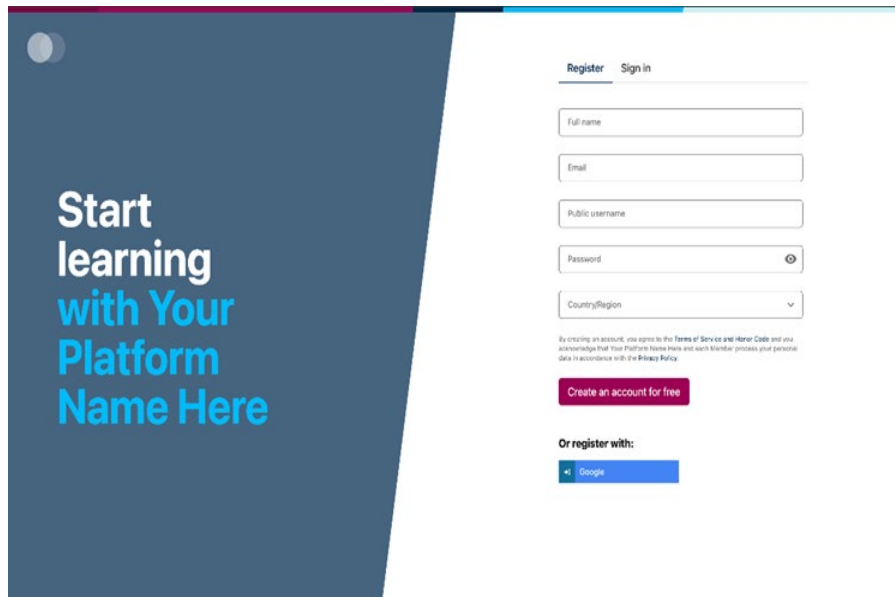 Start
learning
with Your
Platform
Name Here
Register Sign in
Full name
Email
Public username
Password
Country/Region
By creating an account, you agree to the Terms of Service and Honor Code and you
acknowledge that Your Platform Name Here and each Member process your personal
data in accordance with the Privacy Policy.
Create an account for free
Or register with:
Google